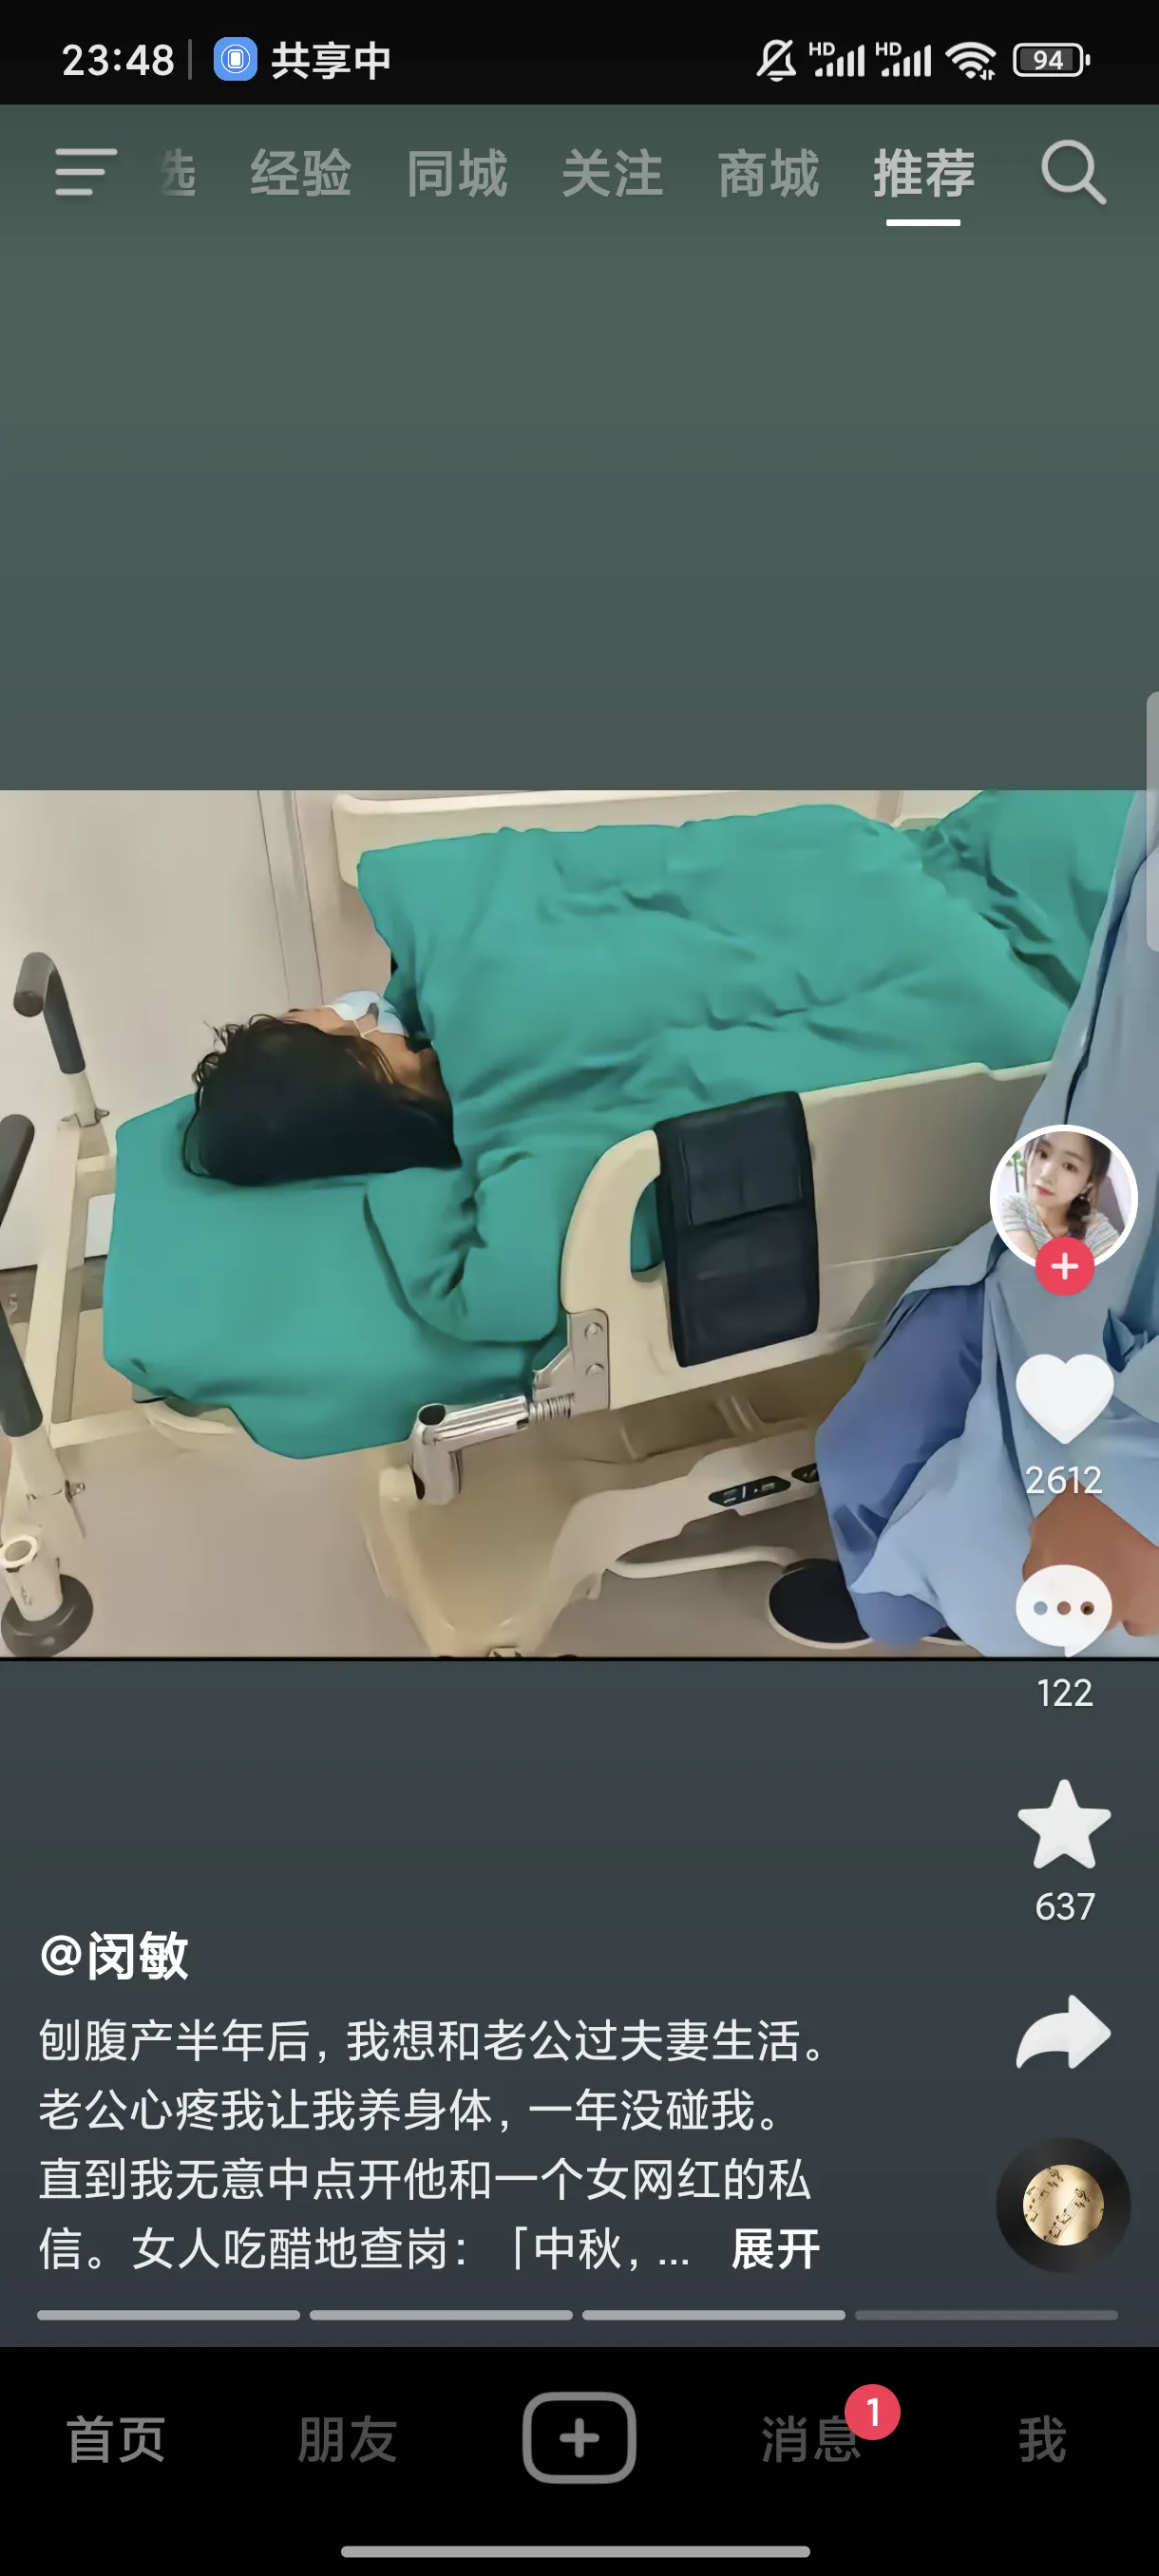 23:48
共享中
HD
HD
94
选 经验 同城 关注 商城 推荐
2612
122
637
@闵敏
刨腹产半年后，我想和老公过夫妻生活。
老公心疼我让我养身体，一年没碰我。
直到我无意中点开他和一个女网红的私
信。女人吃醋地查岗：「中秋，... 展开
首页 朋友 消息 1 我